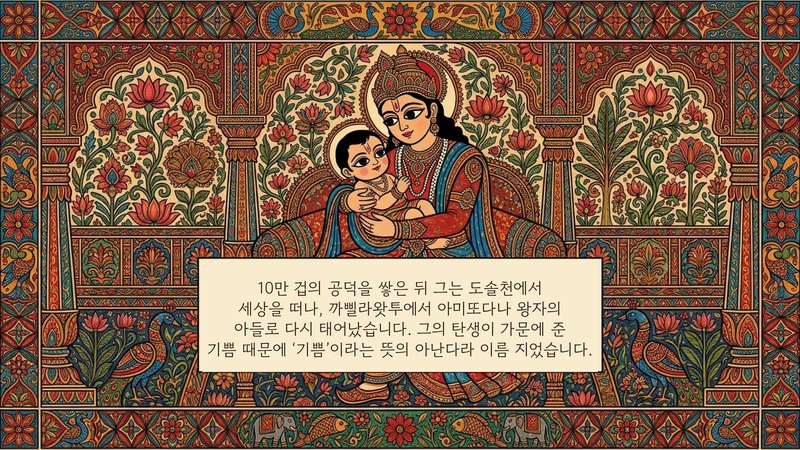 10만 겁의 공덕을 쌓은 뒤 그는 도솔천에서
세상을 떠나, 까삘라왓투에서 아미또다나 왕자의
아들로 다시 태어났습니다. 그의 탄생이 가문에 준
기쁨 때문에 ‘기쁨’이라는 뜻의 아난다라 이름 지었습니다.